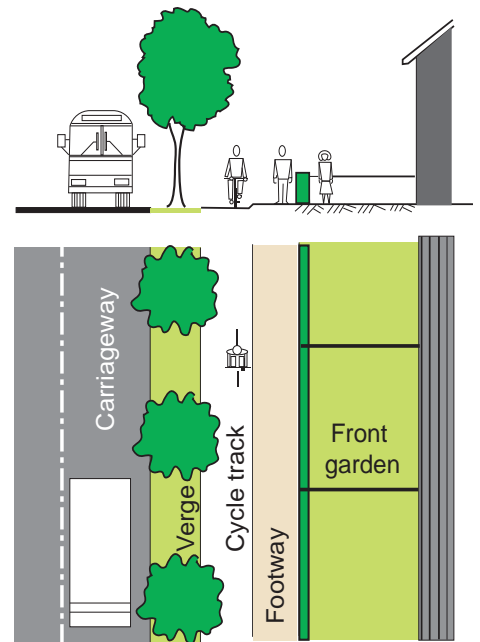 Carriageway
Verge
Cycle track
Footway
Front
garden